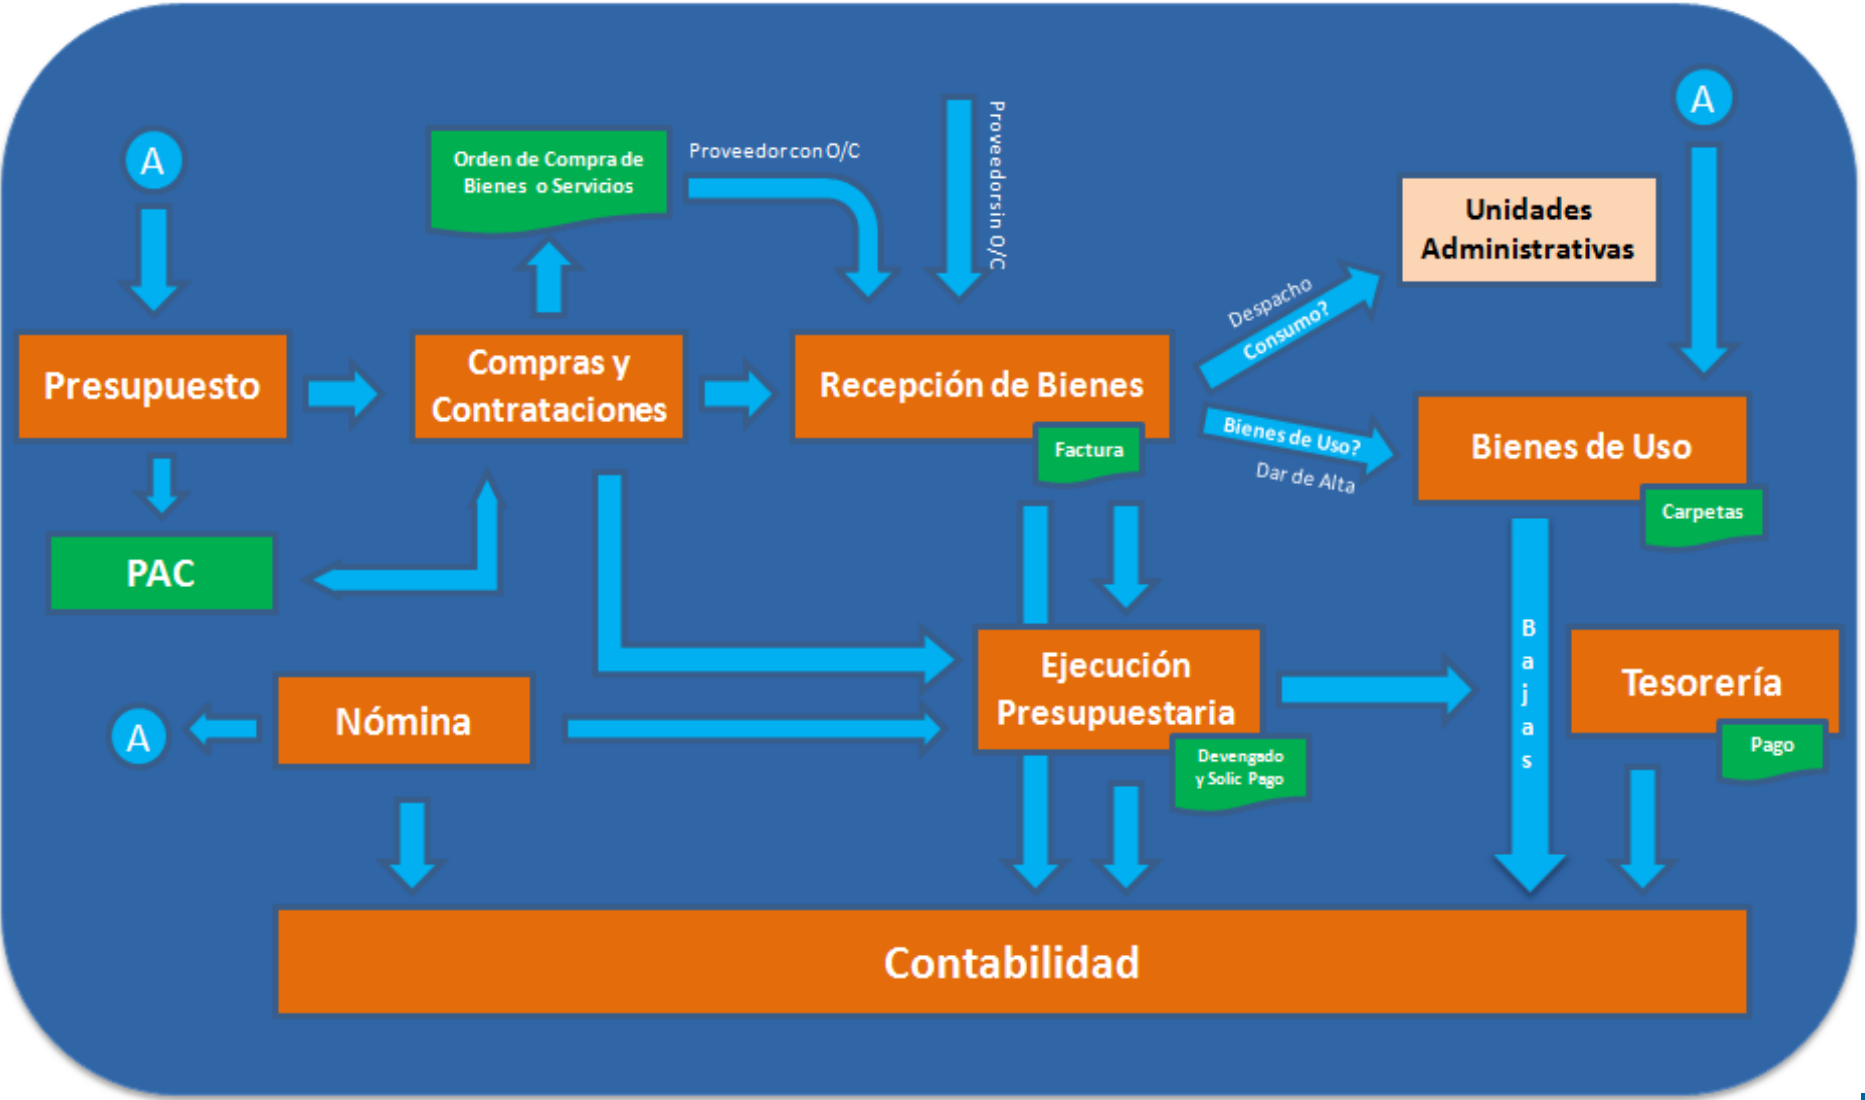 A
A
Orden de Compra de
Bienes o Servicios
Proveedor con O/C
Proveedor sin O/C
Unidades
Administrativas
Despacho
Consumo?
Presupuesto
Compras y
Contrataciones
Recepción de Bienes
Factura
Bienes de Uso?
Dar de Alta
Bienes de Uso
Carpetas
PAC
Bajas
Ejecución
Presupuestaria
Devengado
y Solic Pago
Tesorería
Pago
A
Nómina
Contabilidad